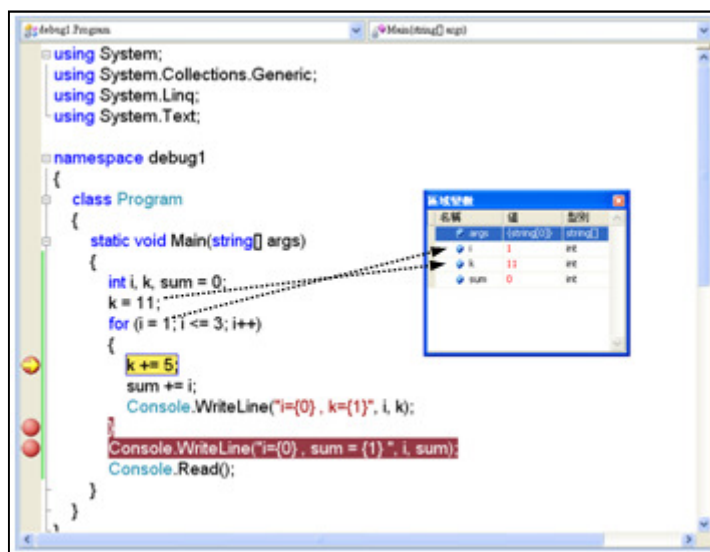 debug1.Program
Main(string[] args)
using System;
using System.Collections.Generic;
using System.Linq;
using System.Text;
namespace debug1
{
class Program
{
static void Main(string[] args)
{
int i, k, sum = 0;
k = 11;
for (i = 1; i <= 3; i++)
{
k += 5;
sum += i;
Console.WriteLine("i={0} , k={1}", i, k);
}
Console.WriteLine("i={0} , sum = {1} ", i, sum);
Console.Read();
}
}
}
區域變數
名稱 值 型別
args {string[0]} string[]
i 1 int
k 11 int
sum 0 int